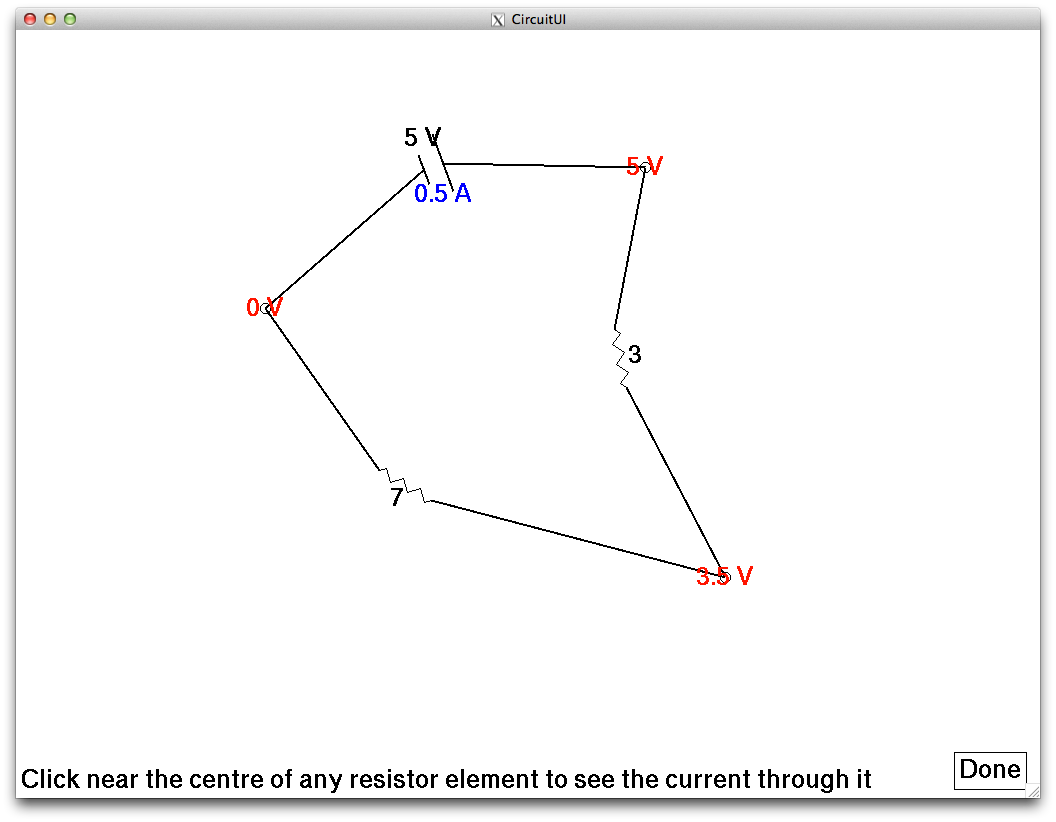 CircuitUI
5 V
5 V
0.5 A
0 V
3
7
3.5 V
Done
Click near the centre of any resistor element to see the current through it